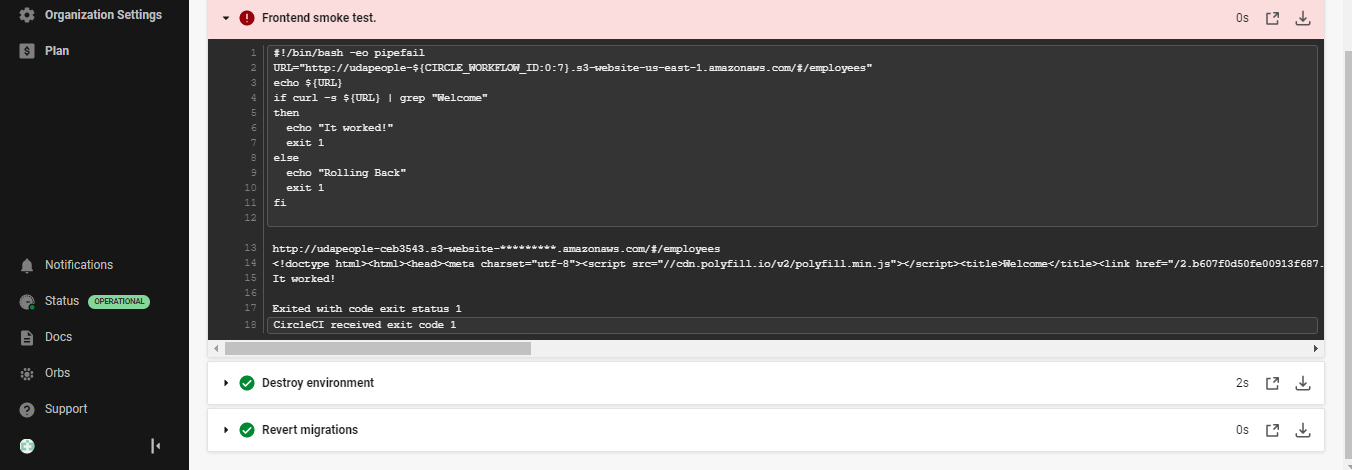 Organization Settings
Plan
Notifications
Status OPERATIONAL
Docs
Orbs
Support
Frontend smoke test. 0s
1 #!/bin/bash -eo pipefail
2 URL="http://udapeople-${CIRCLE_WORKFLOW_ID:0:7}.s3-website-us-east-1.amazonaws.com/#/employees"
3 echo ${URL}
4 if curl -s ${URL} | grep "Welcome"
5 then
6   echo "It worked!"
7   exit 1
8 else
9   echo "Rolling Back"
10   exit 1
11 fi
12
13 http://udapeople-ceb3543.s3-website-*********.amazonaws.com/#/employees
14 <!doctype html><html><head><meta charset="utf-8"><script src="//cdn.polyfill.io/v2/polyfill.min.js"></script><title>Welcome</title><link href="/2.b607f0d50fe00913f687.
15 It worked!
16
17 Exited with code exit status 1
18 CircleCI received exit code 1
Destroy environment 2s
Revert migrations 0s